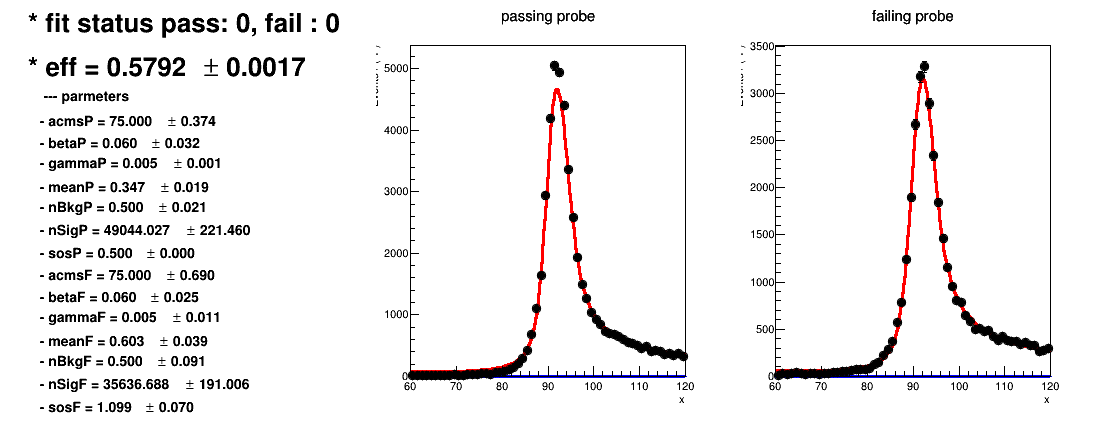 * fit status pass: 0, fail : 0
* eff = 0.5792 ± 0.0017
--- parmeters
- acmsP = 75.000 ± 0.374
- betaP = 0.060 ± 0.032
- gammaP = 0.005 ± 0.001
- meanP = 0.347 ± 0.019
- nBkgP = 0.500 ± 0.021
- nSigP = 49044.027 ± 221.460
- sosP = 0.500 ± 0.000
- acmsF = 75.000 ± 0.690
- betaF = 0.060 ± 0.025
- gammaF = 0.005 ± 0.011
- meanF = 0.603 ± 0.039
- nBkgF = 0.500 ± 0.091
- nSigF = 35636.688 ± 191.006
- sosF = 1.099 ± 0.070
passing probe
5000
4000
3000
2000
1000
0
60 70 80 90 100 110 120
x
failing probe
3500
3000
2500
2000
1500
1000
500
0
60 70 80 90 100 110 120
x